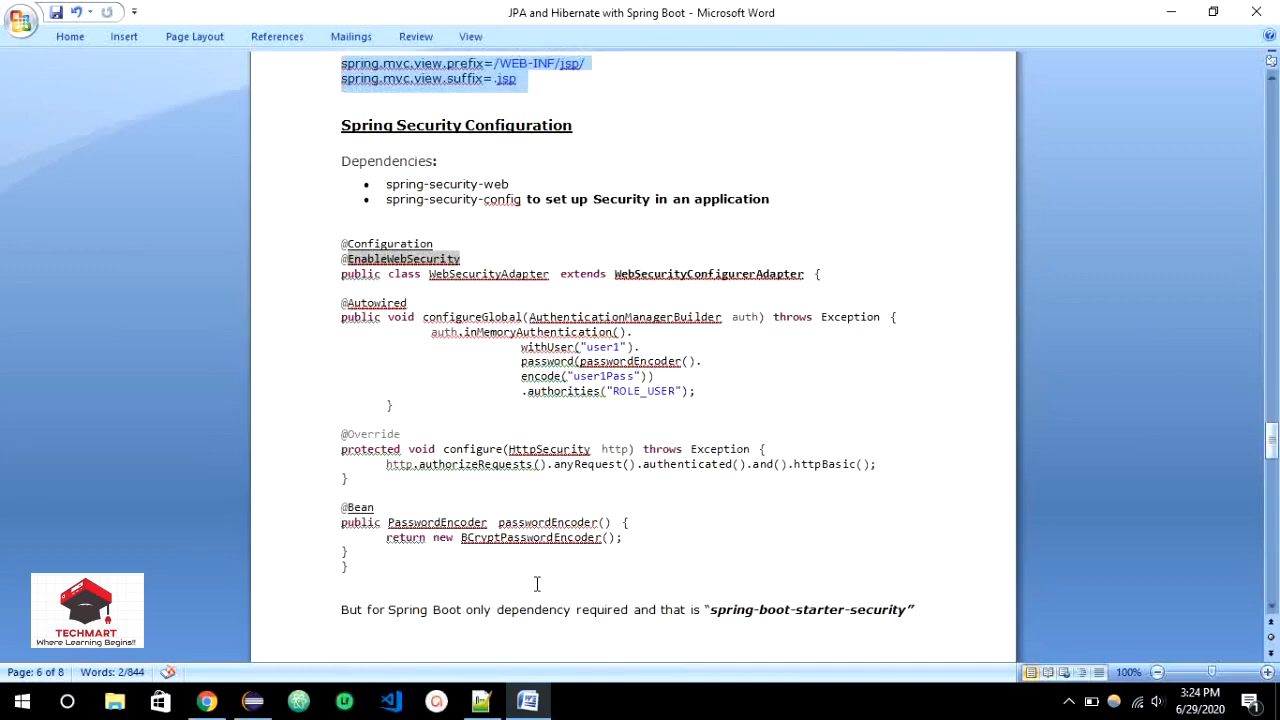 JPA and Hibernate with Spring Boot - Microsoft Word
Home Insert Page Layout References Mailings Review View
spring.mvc.view.prefix=/WEB-INF/jsp/
spring.mvc.view.suffix=.jsp
Spring Security Configuration
Dependencies:
• spring-security-web
• spring-security-config to set up Security in an application
@Configuration
@EnableWebSecurity
public class WebSecurityAdapter extends WebSecurityConfigurerAdapter {
@Autowired
public void configureGlobal(AuthenticationManagerBuilder auth) throws Exception {
auth.inMemoryAuthentication().
withUser("user1").
password(passwordEncoder().
encode("user1Pass"))
.authorities("ROLE_USER");
}
@Override
protected void configure(HttpSecurity http) throws Exception {
http.authorizeRequests().anyRequest().authenticated().and().httpBasic();
}
@Bean
public PasswordEncoder passwordEncoder() {
return new BCryptPasswordEncoder();
}
}
But for Spring Boot only dependency required and that is “spring-boot-starter-security”
TECHMART
Where Learning Begins!!
Page: 6 of 8 Words: 2/844 100%
3:24 PM
6/29/2020